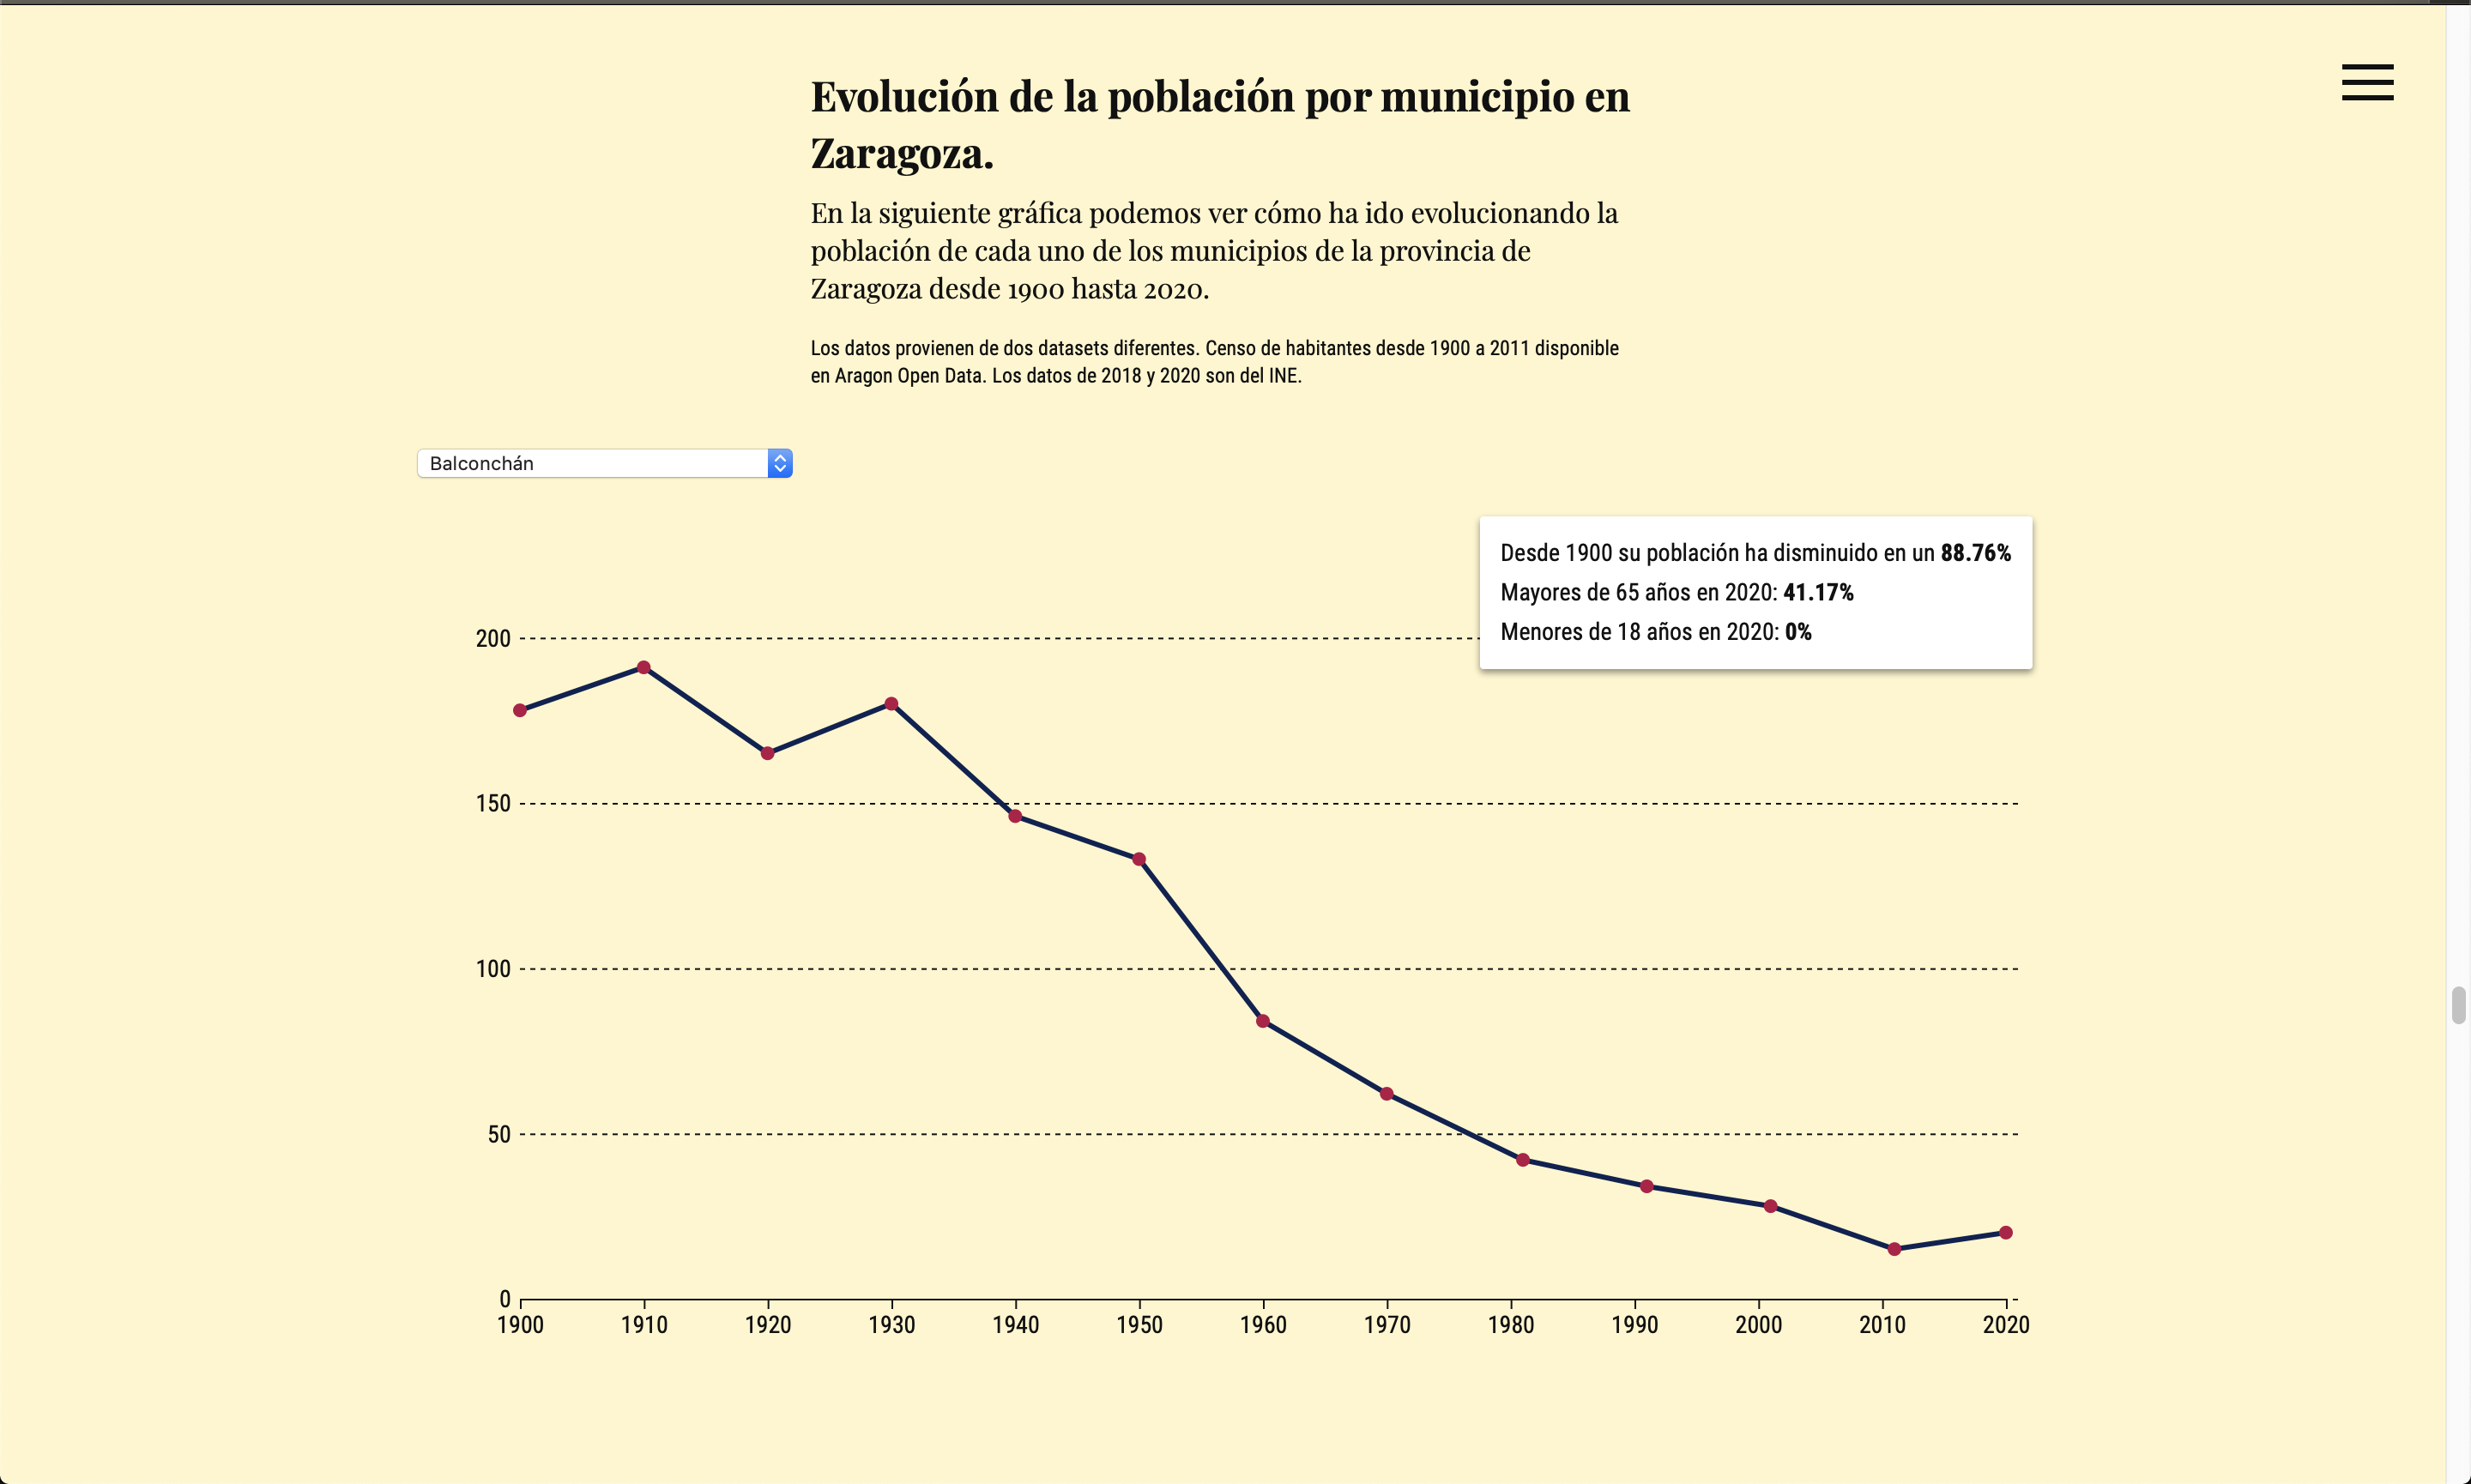 Evolución de la población por municipio en
Zaragoza.
En la siguiente gráfica podemos ver cómo ha ido evolucionando la
población de cada uno de los municipios de la provincia de
Zaragoza desde 1900 hasta 2020.
Los datos provienen de dos datasets diferentes. Censo de habitantes desde 1900 a 2011 disponible
en Aragon Open Data. Los datos de 2018 y 2020 son del INE.
Balconchán
Desde 1900 su población ha disminuido en un 88.76%
Mayores de 65 años en 2020: 41.17%
Menores de 18 años en 2020: 0%
200
150
100
50
0
1900 1910 1920 1930 1940 1950 1960 1970 1980 1990 2000 2010 2020